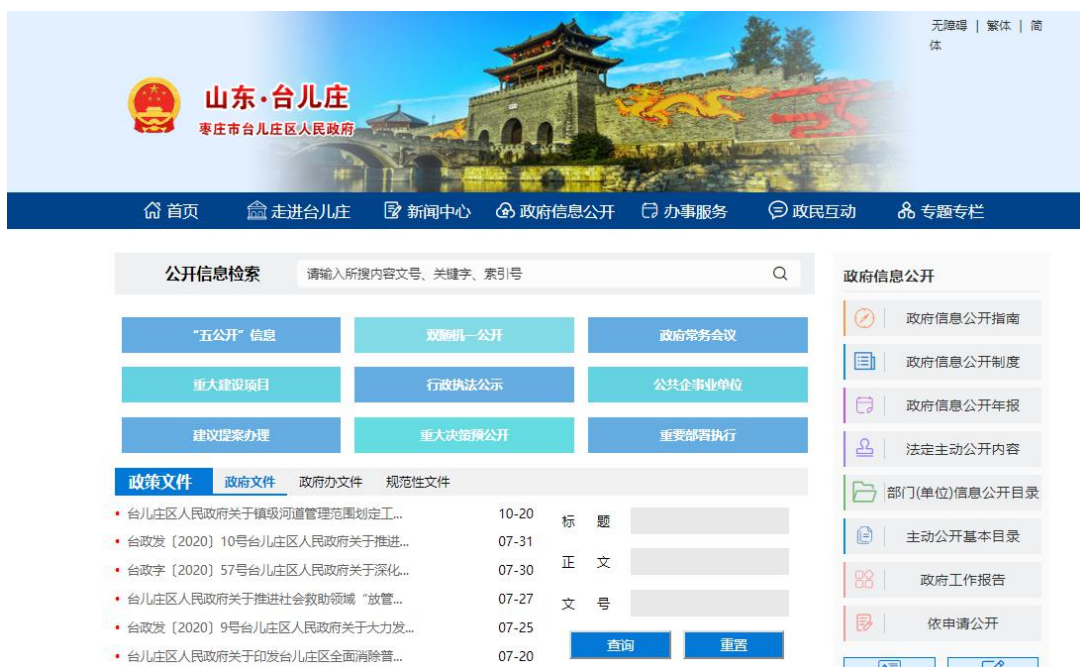 无障碍 | 繁体 | 简
体
山东·台儿庄
枣庄市台儿庄区人民政府
首页 走进台儿庄 新闻中心 政府信息公开 办事服务 政民互动 专题专栏
公开信息检索 请输入所搜内容文号、关键字、索引号
“五公开”信息 双随机一公开 政府常务会议
重大建设项目 行政执法公示 公共企事业单位
建议提案办理 重大决策预公开 重要部署执行
政策文件 政府文件 政府办文件 规范性文件
台儿庄区人民政府关于镇级河道管理范围划定工... 10-20
台政发〔2020〕10号台儿庄区人民政府关于推进... 07-31
台政字〔2020〕57号台儿庄区人民政府关于深化... 07-30
台儿庄区人民政府关于推进社会救助领域“放管... 07-27
台政发〔2020〕9号台儿庄区人民政府关于大力发... 07-25
台儿庄区人民政府关于印发台儿庄区全面消除普... 07-20
标 题
正 文
文 号
查询 重置
政府信息公开
政府信息公开指南
政府信息公开制度
政府信息公开年报
法定主动公开内容
部门(单位)信息公开目录
主动公开基本目录
政府工作报告
依申请公开